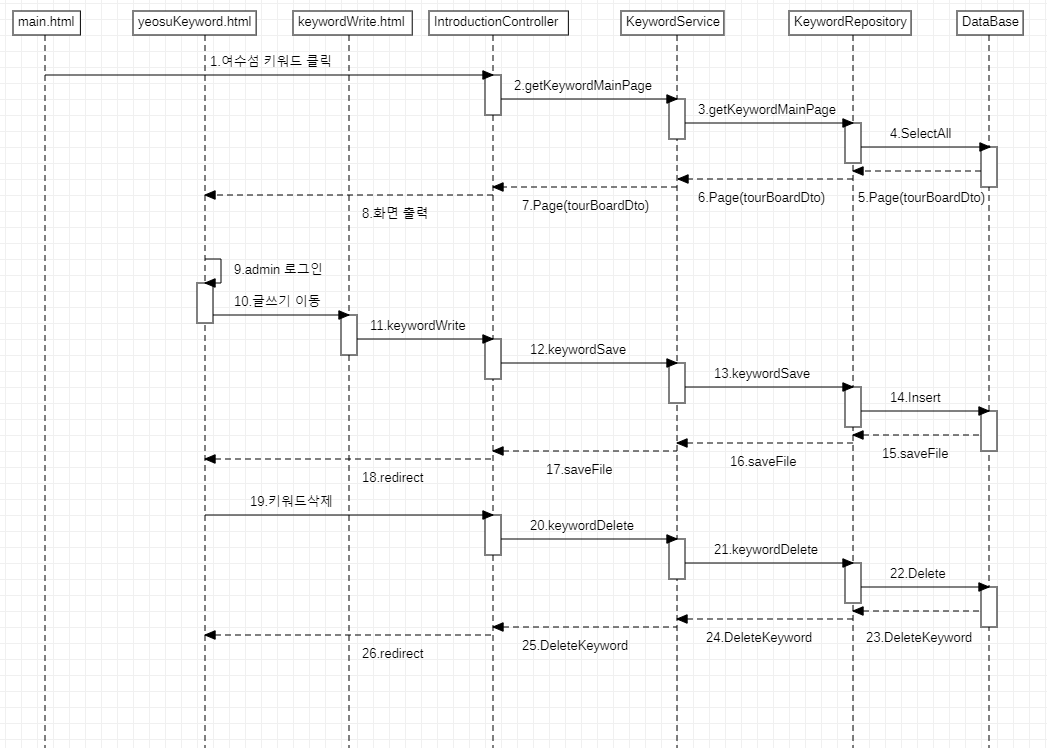 main.html
yeosuKeyword.html
keywordWrite.html
IntroductionController
KeywordService
KeywordRepository
DataBase
1.여수섬 키워드 클릭
2.getKeywordMainPage
3.getKeywordMainPage
4.SelectAll
5.Page(tourBoardDto)
6.Page(tourBoardDto)
7.Page(tourBoardDto)
8.화면 출력
9.admin 로그인
10.글쓰기 이동
11.keywordWrite
12.keywordSave
13.keywordSave
14.Insert
15.saveFile
16.saveFile
17.saveFile
18.redirect
19.키워드삭제
20.keywordDelete
21.keywordDelete
22.Delete
23.DeleteKeyword
24.DeleteKeyword
25.DeleteKeyword
26.redirect